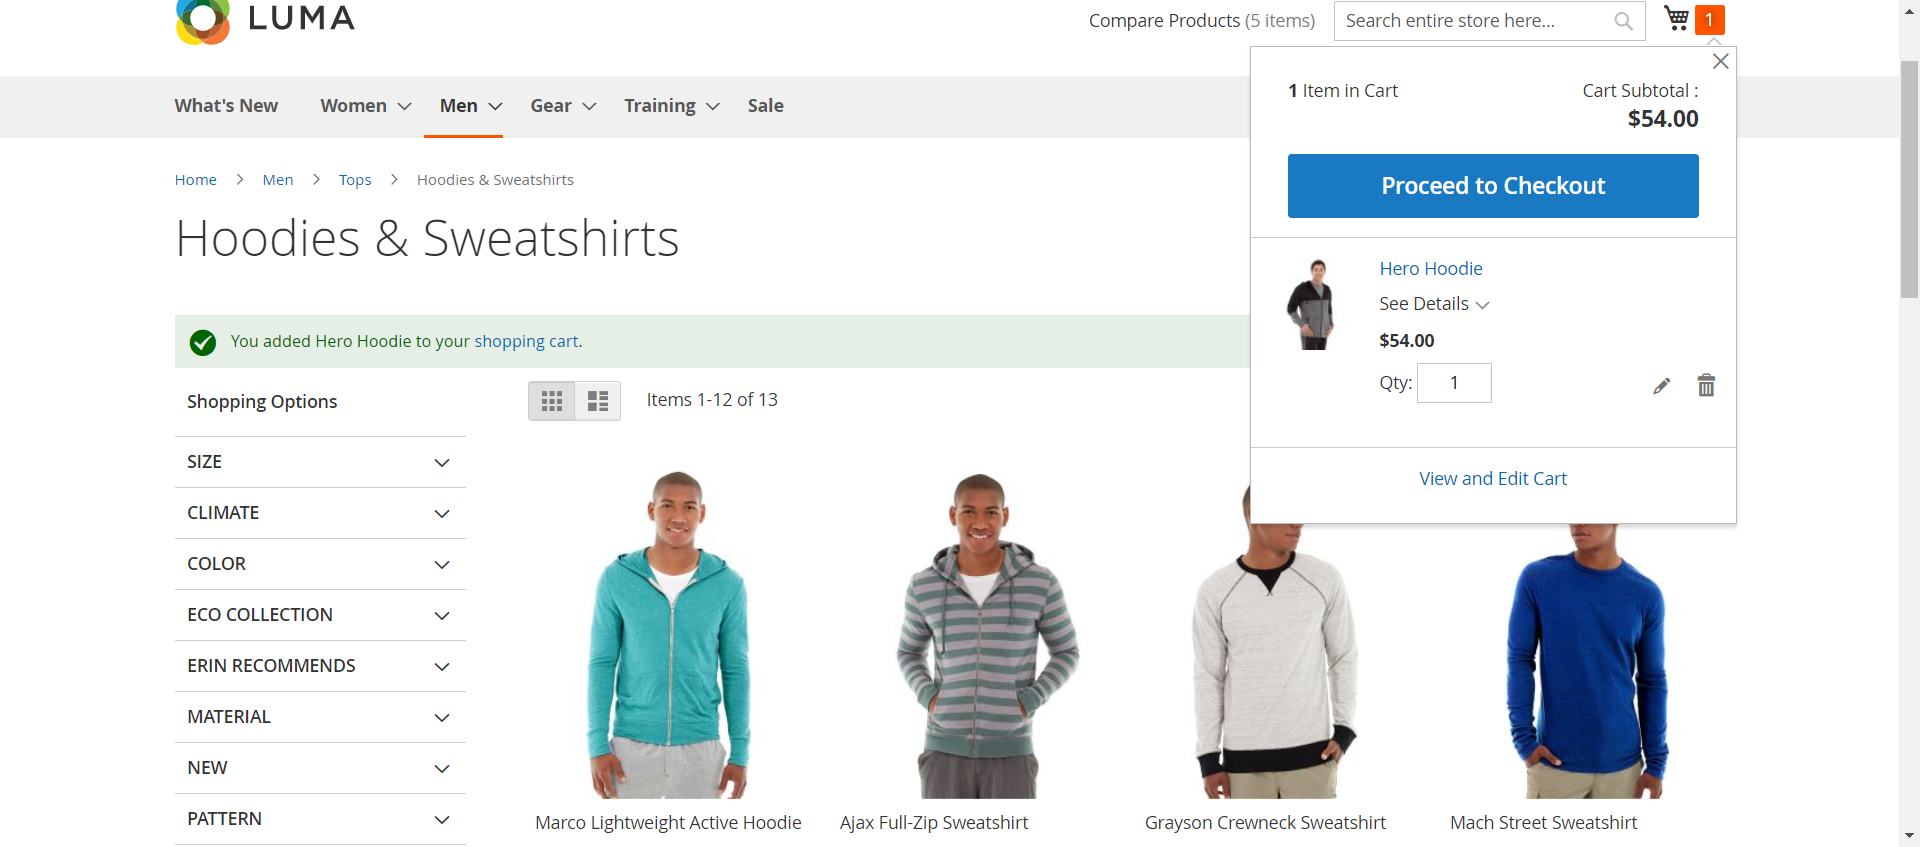 LUMA
Compare Products (5 items)
Search entire store here...
1
What's New
Women
Men
Gear
Training
Sale
1 Item in Cart
Cart Subtotal :
$54.00
Proceed to Checkout
Hero Hoodie
See Details
$54.00
Qty: 1
View and Edit Cart
Home
Men
Tops
Hoodies & Sweatshirts
Hoodies & Sweatshirts
You added Hero Hoodie to your shopping cart.
Shopping Options
Items 1-12 of 13
SIZE
CLIMATE
COLOR
ECO COLLECTION
ERIN RECOMMENDS
MATERIAL
NEW
PATTERN
Marco Lightweight Active Hoodie
Ajax Full-Zip Sweatshirt
Grayson Crewneck Sweatshirt
Mach Street Sweatshirt